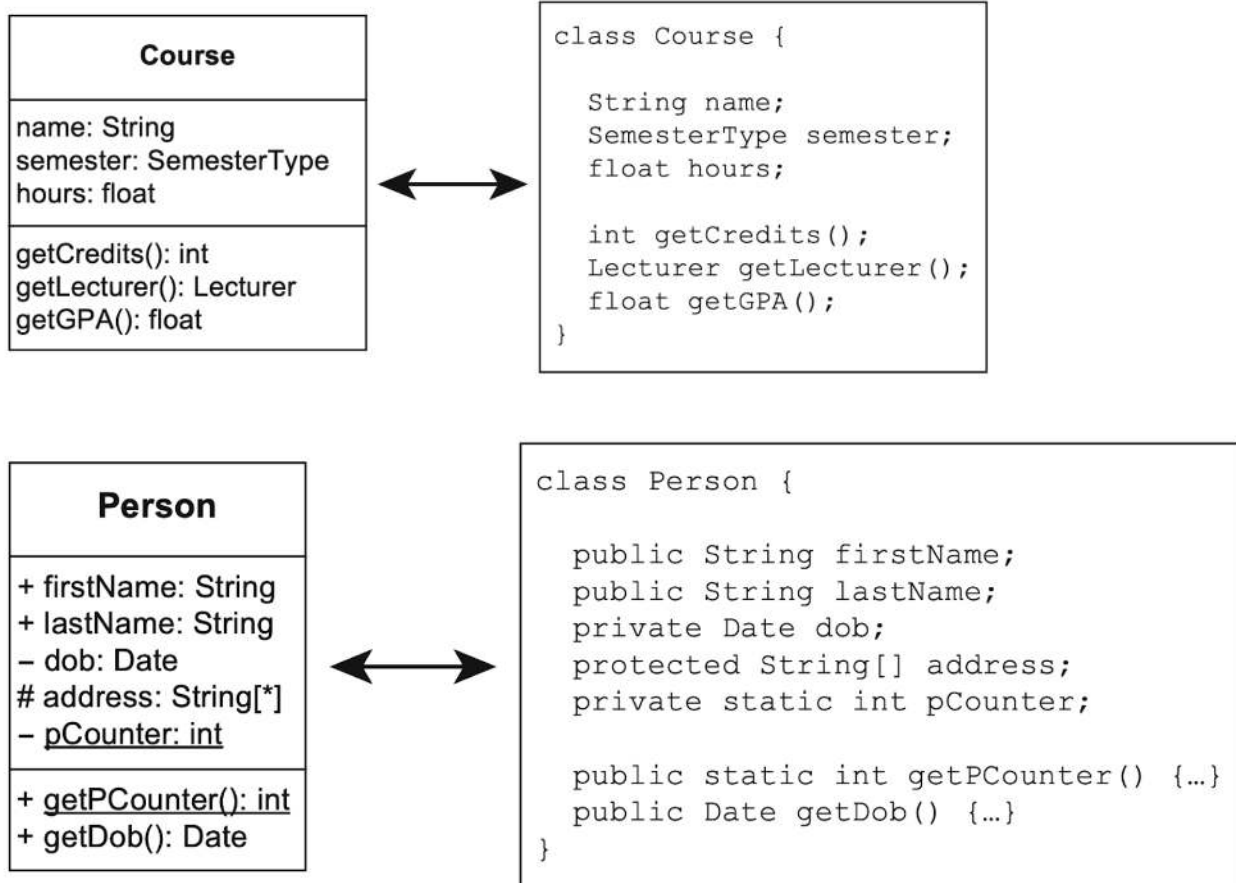 Course
name: String
semester: SemesterType
hours: float
getCredits(): int
getLecturer(): Lecturer
getGPA(): float
class Course {
String name;
SemesterType semester;
float hours;
int getCredits();
Lecturer getLecturer();
float getGPA();
}
Person
+ firstName: String
+ lastName: String
– dob: Date
# address: String[*]
– pCounter: int
+ getPCounter(): int
+ getDob(): Date
class Person {
public String firstName;
public String lastName;
private Date dob;
protected String[] address;
private static int pCounter;
public static int getPCounter() {…}
public Date getDob() {…}
}